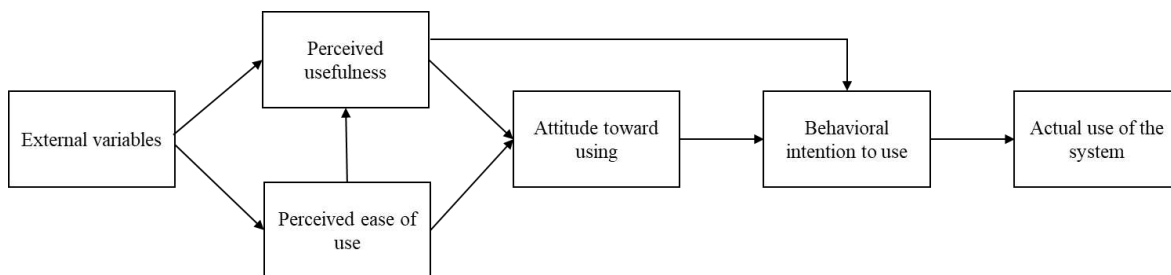 Perceived
usefulness
External variables
Attitude toward
using
Behavioral
intention to use
Actual use of the
system
Perceived ease of
use